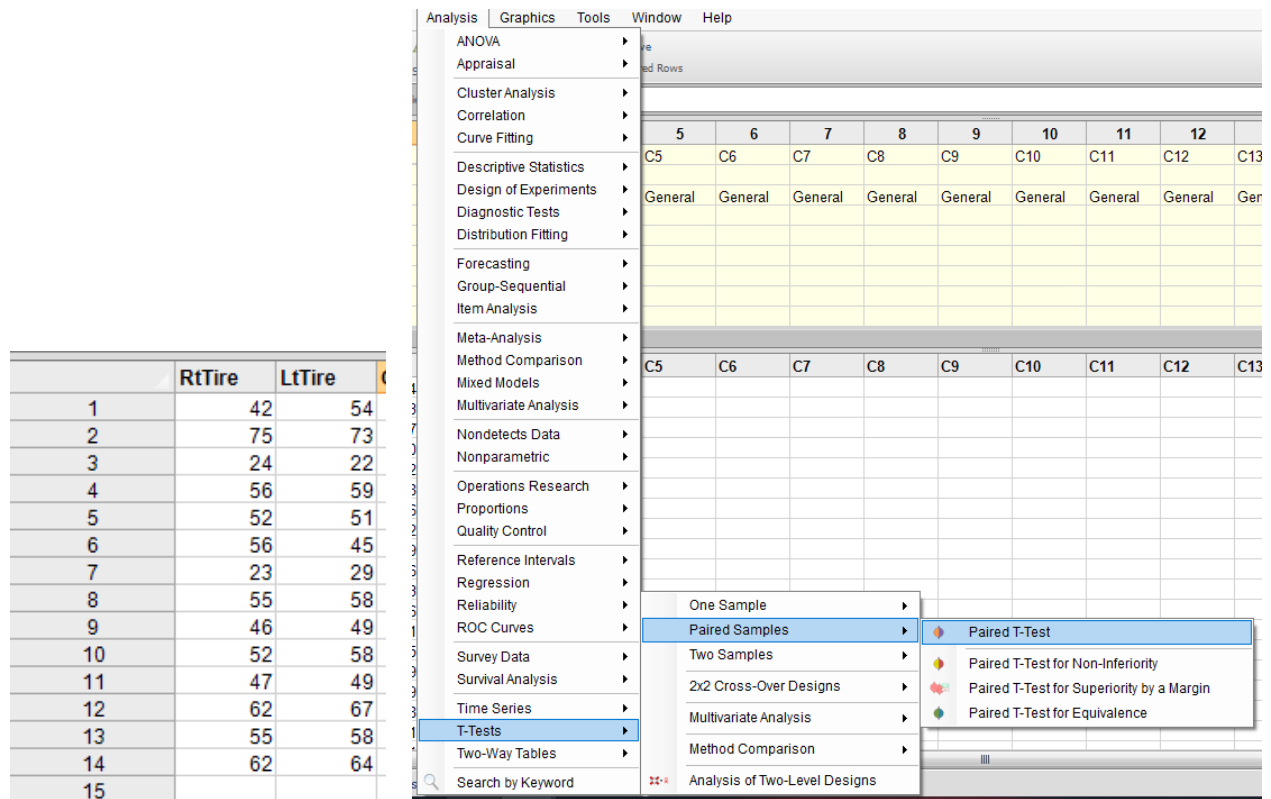 RtTire LtTire
1 42 54
2 75 73
3 24 22
4 56 59
5 52 51
6 56 45
7 23 29
8 55 58
9 46 49
10 52 58
11 47 49
12 62 67
13 55 58
14 62 64
15
Analysis Graphics Tools Window Help
ANOVA
Appraisal
Cluster Analysis
Correlation
Curve Fitting
Descriptive Statistics
Design of Experiments
Diagnostic Tests
Distribution Fitting
Forecasting
Group-Sequential
Item Analysis
Meta-Analysis
Method Comparison
Mixed Models
Multivariate Analysis
Nondetects Data
Nonparametric
Operations Research
Proportions
Quality Control
Reference Intervals
Regression
Reliability
ROC Curves
Survey Data
Survival Analysis
Time Series
T-Tests
Two-Way Tables
Search by Keyword
Rows
5 6 7 8 9 10 11 12
C5 C6 C7 C8 C9 C10 C11 C12 C13
General General General General General General General General
C5 C6 C7 C8 C9 C10 C11 C12 C13
One Sample
Paired Samples
Two Samples
2x2 Cross-Over Designs
Multivariate Analysis
Method Comparison
Analysis of Two-Level Designs
Paired T-Test
Paired T-Test for Non-Inferiority
Paired T-Test for Superiority by a Margin
Paired T-Test for Equivalence